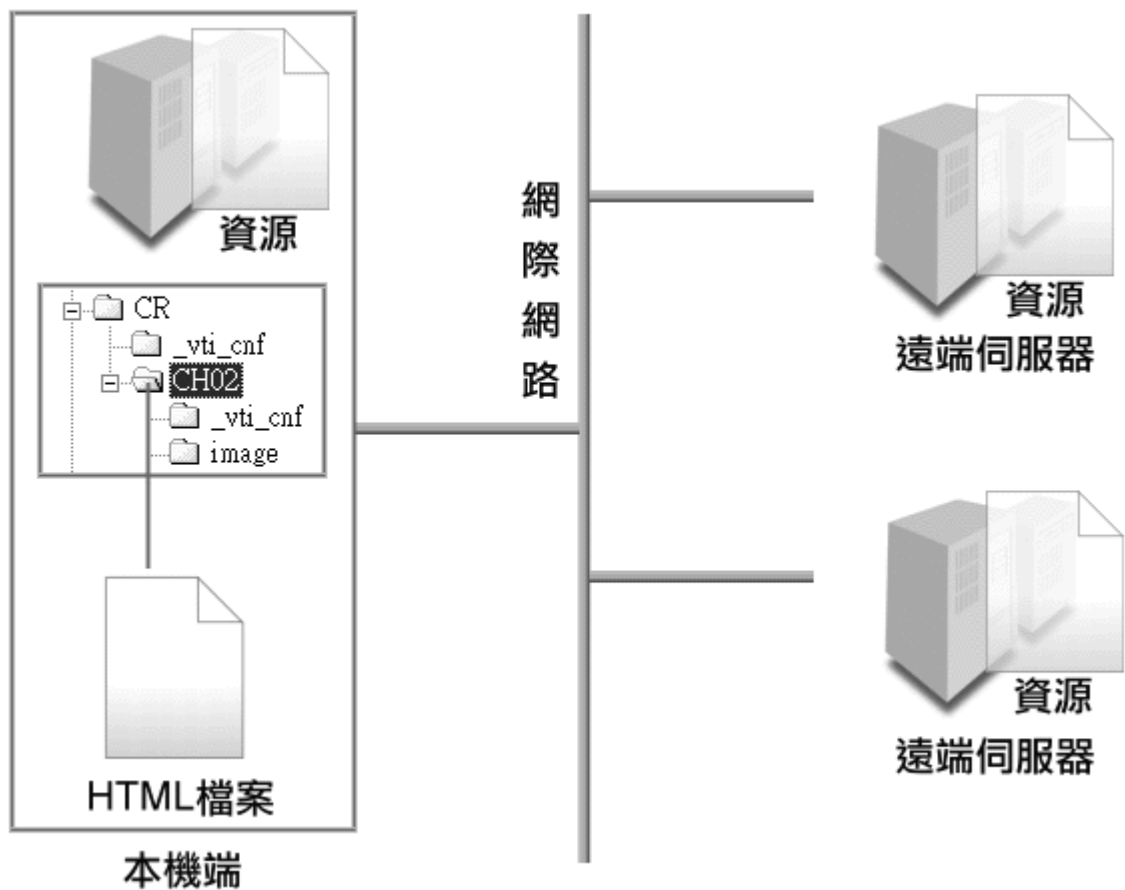 資源
CR
_vti_cnf
CH02
_vti_cnf
image
HTML檔案
本機端
網際網路
資源
遠端伺服器
資源
遠端伺服器